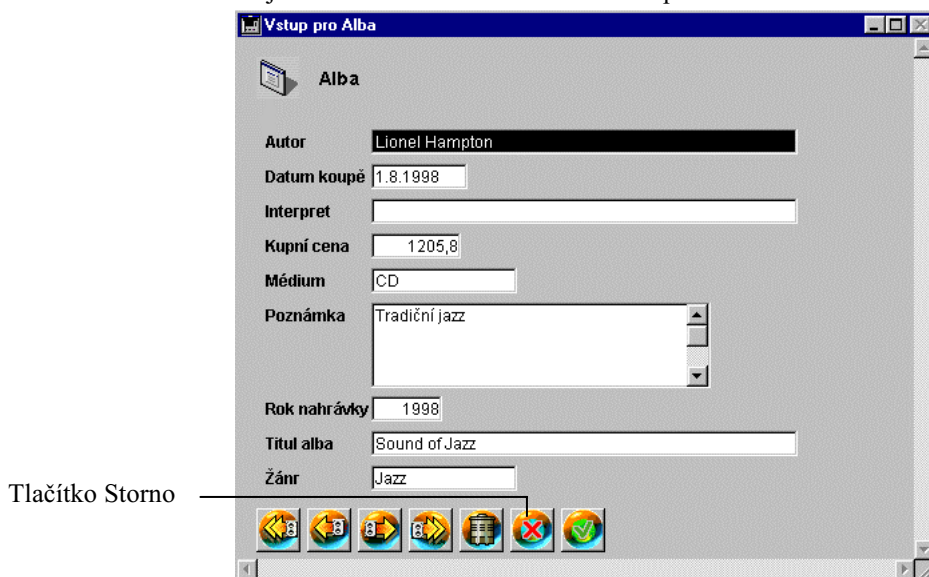 Vstup pro Alba
Alba
Autor Lionel Hampton
Datum koupě 1.8.1998
Interpret
Kupní cena 1205,8
Médium CD
Poznámka Tradiční jazz
Rok nahrávky 1998
Titul alba Sound of Jazz
Žánr Jazz
Tlačítko Storno